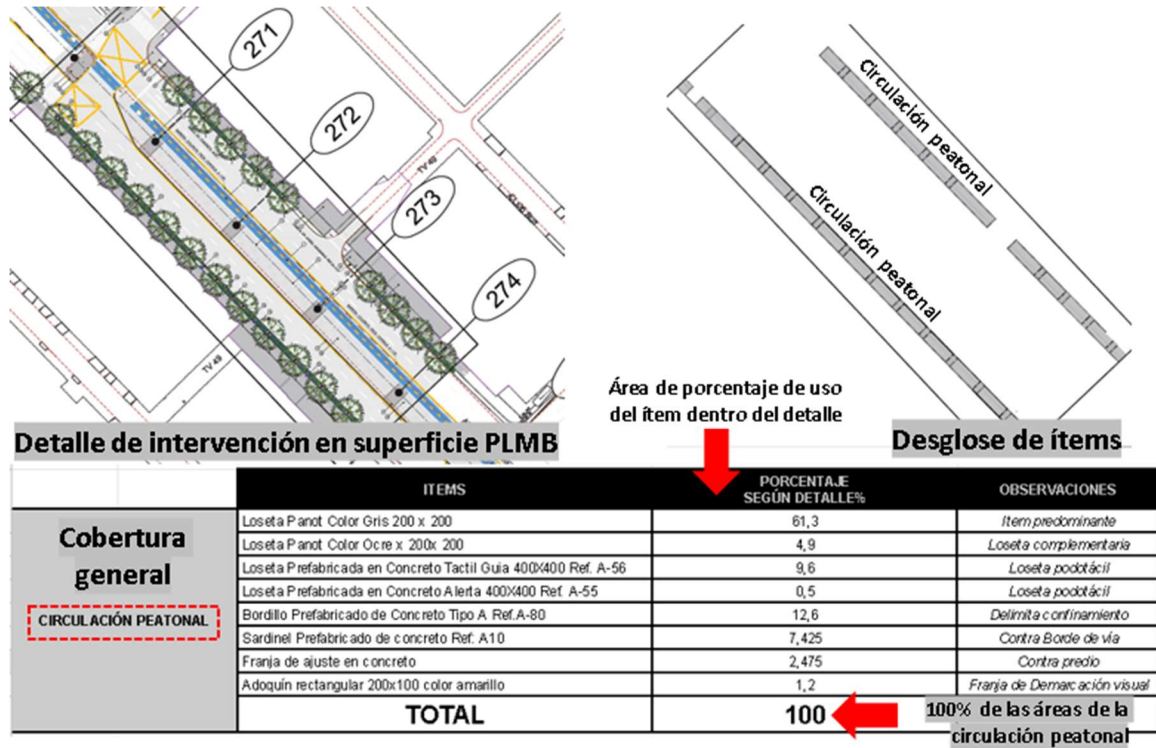 271
272
273
274
TV 49
TV 49
Circulación peatonal
Circulación peatonal
Área de porcentaje de uso
del ítem dentro del detalle
Detalle de intervención en superficie PLMB
Desglose de ítems
ITEMS
PORCENTAJE
SEGÚN DETALLE%
OBSERVACIONES
Cobertura
general
CIRCULACIÓN PEATONAL
Loseta Panot Color Gris 200 x 200 61,3 Item predominante
Loseta Panot Color Ocre x 200x 200 4,9 Loseta complementaria
Loseta Prefabricada en Concreto Tactil Guia 400X400 Ref. A-56 9,6 Loseta podotácil
Loseta Prefabricada en Concreto Alerta 400X400 Ref. A-55 0,5 Loseta podotácil
Bordillo Prefabricado de Concreto Tipo A Ref.A-80 12,6 Delimita confinamiento
Sardinel Prefabricado de concreto Ref: A10 7,425 Contra Borde de vía
Franja de ajuste en concreto 2,475 Contra predio
Adoquín rectangular 200x100 color amarillo 1,2 Franja de Demarcación visual
TOTAL 100
100% de las áreas de la
circulación peatonal